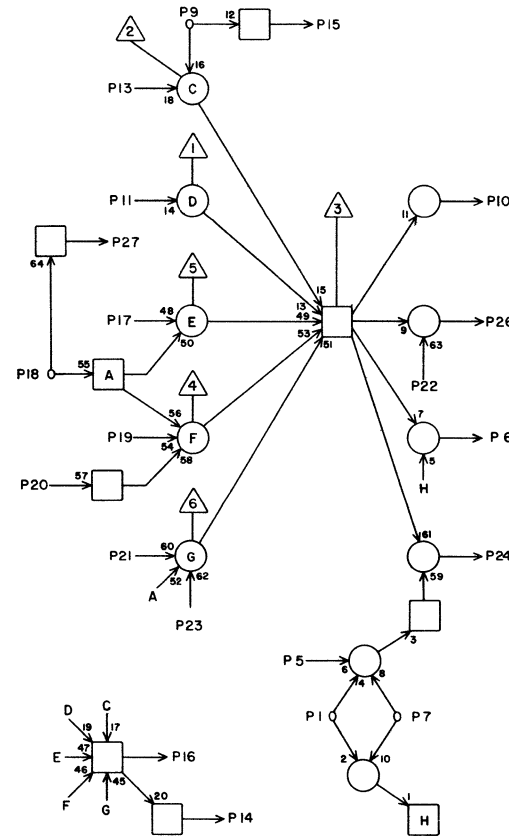 P9 12 P15
2
16
P13 18 C
1
P11 14 D
3
11 P10
64 P27
5
15
13
P17 48 E 49
50
53
51
9 P26
63
P22
P18 55 A
4
56
P19 F
54 58
7
P6
5
H
P20 57
6
P21 60 G
52 62
A
P23
61 P24
59
3
P5 6
4 8
P1 P7
2 10
1
H
D C
19 17
E 47 P16
46 45
F G
20 P14